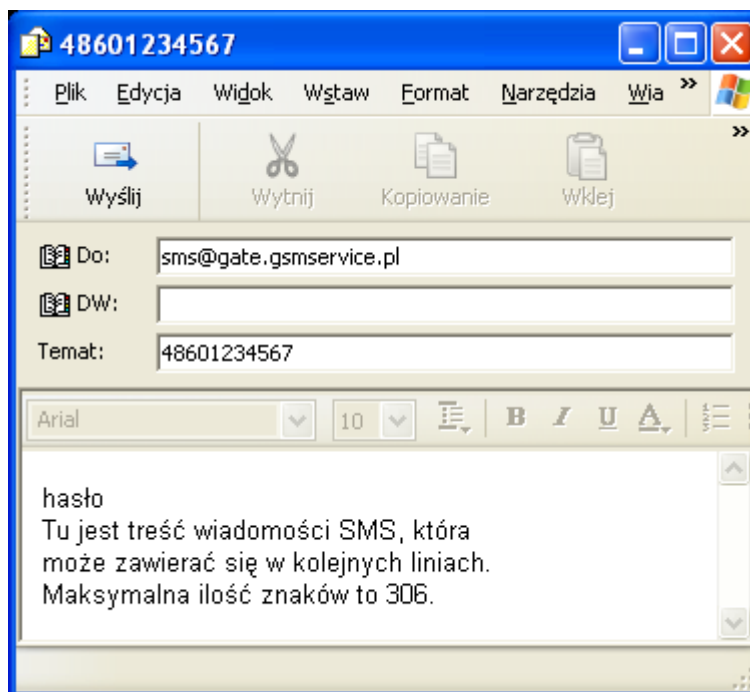 48601234567
Plik Edycja Widok Wstaw Format Narzędzia Wia »
»
Wyślij Wytnij Kopiowanie Wklej
Do: sms@gate.gsmservice.pl
DW:
Temat: 48601234567
Arial 10 B I U A
hasło
Tu jest treść wiadomości SMS, która
może zawierać się w kolejnych liniach.
Maksymalna ilość znaków to 306.